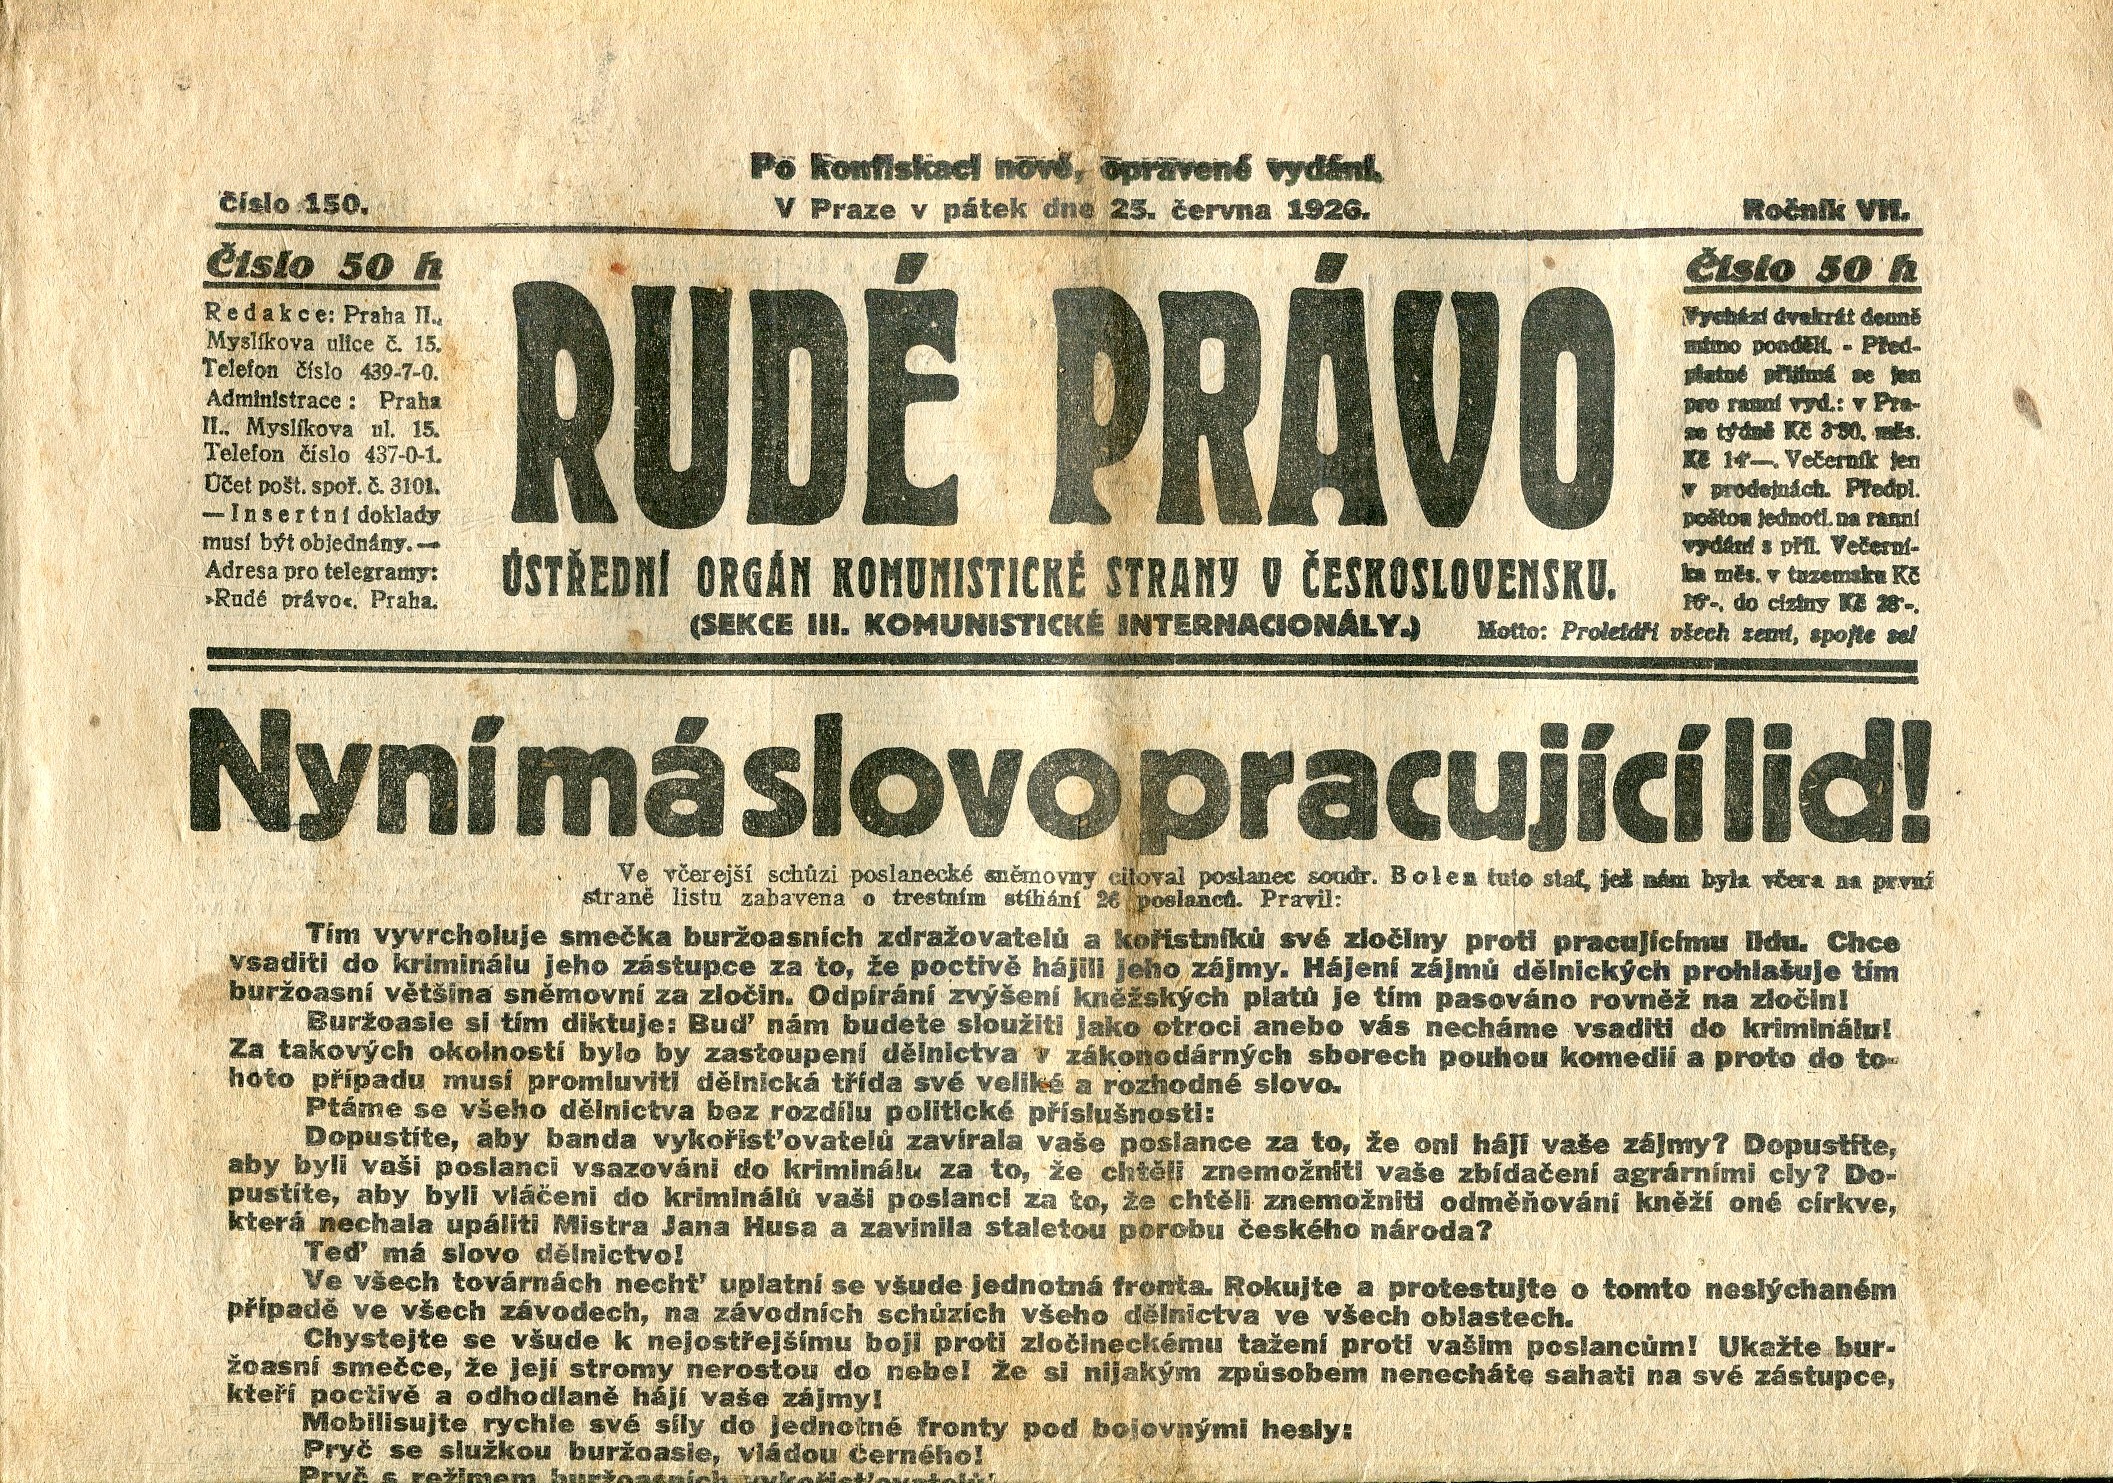 Po konfiskaci nové, opravené vydání.
Číslo 150.
V Praze v pátek dne 25. června 1926.
Ročník VII.
Číslo 50 h
Redakce: Praha II.,
Myslíkova ulice č. 15.
Telefon číslo 439-7-0.
Administrace: Praha
II., Myslíkova ul. 15.
Telefon číslo 437-0-1.
Účet pošt. spoř. č. 3101.
— Insertní doklady
musí být objednány. —
Adresa pro telegramy:
»Rudé právo«, Praha.
RUDÉ PRÁVO
ÚSTŘEDNÍ ORGÁN KOMUNISTICKÉ STRANY V ČESKOSLOVENSKU.
(SEKCE III. KOMUNISTICKÉ INTERNACIONÁLY.)
Číslo 50 h
Vychází dvakrát denně
mimo pondělí. - Před-
platné přijímá se jen
pro ranní vyd.: v Pra-
ze týdně Kč 3·80, měs.
Kč 14·—. Večerník jen
v prodejnách. Předpl.
poštou jednotl. na ranní
vydání s příl. Večerní-
ka měs. v tuzemsku Kč
16·-, do ciziny Kč 28·-.
Motto: Proletáři všech zemí, spojte se!
Nyní má slovo pracující lid!
Ve včerejší schůzi poslanecké sněmovny citoval poslanec soudr. Bolen tuto stať, jež nám byla včera na první
straně listu zabavena o trestním stíhání 26 poslanců. Pravil:
Tím vyvrcholuje smečka buržoasních zdražovatelů a kořistníků své zločiny proti pracujícímu lidu. Chce
vsaditi do kriminálu jeho zástupce za to, že poctivě hájili jeho zájmy. Hájení zájmů dělnických prohlašuje tím
buržoasní většina sněmovní za zločin. Odpírání zvýšení kněžských platů je tím pasováno rovněž na zločin!
Buržoasie si tím diktuje: Buď nám budete sloužiti jako otroci anebo vás necháme vsaditi do kriminálu!
Za takových okolností bylo by zastoupení dělnictva v zákonodárných sborech pouhou komedií a proto do to-
hoto případu musí promluviti dělnická třída své veliké a rozhodné slovo.
Ptáme se všeho dělnictva bez rozdílu politické příslušnosti:
Dopustíte, aby banda vykořisťovatelů zavírala vaše poslance za to, že oni hájí vaše zájmy? Dopustíte,
aby byli vaši poslanci vsazováni do kriminálu za to, že chtěli znemožniti vaše zbídačení agrárními cly? Do-
pustíte, aby byli vláčeni do kriminálů vaši poslanci za to, že chtěli znemožniti odměňování kněží oné církve,
která nechala upáliti Mistra Jana Husa a zavinila staletou porobu českého národa?
Teď má slovo dělnictvo!
Ve všech továrnách nechť uplatní se všude jednotná fronta. Rokujte a protestujte o tomto neslýchaném
případě ve všech závodech, na závodních schůzích všeho dělnictva ve všech oblastech.
Chystejte se všude k nejostřejšímu boji proti zločineckému tažení proti vašim poslancům! Ukažte bur-
žoasní smečce, že její stromy nerostou do nebe! Že si nijakým způsobem nenecháte sahati na své zástupce,
kteří poctivě a odhodlaně hájí vaše zájmy!
Mobilisujte rychle své síly do jednotné fronty pod bojovnými hesly:
Pryč se služkou buržoasie, vládou Černého!
Pryč s režimem buržoasních vykořisťovatelů!